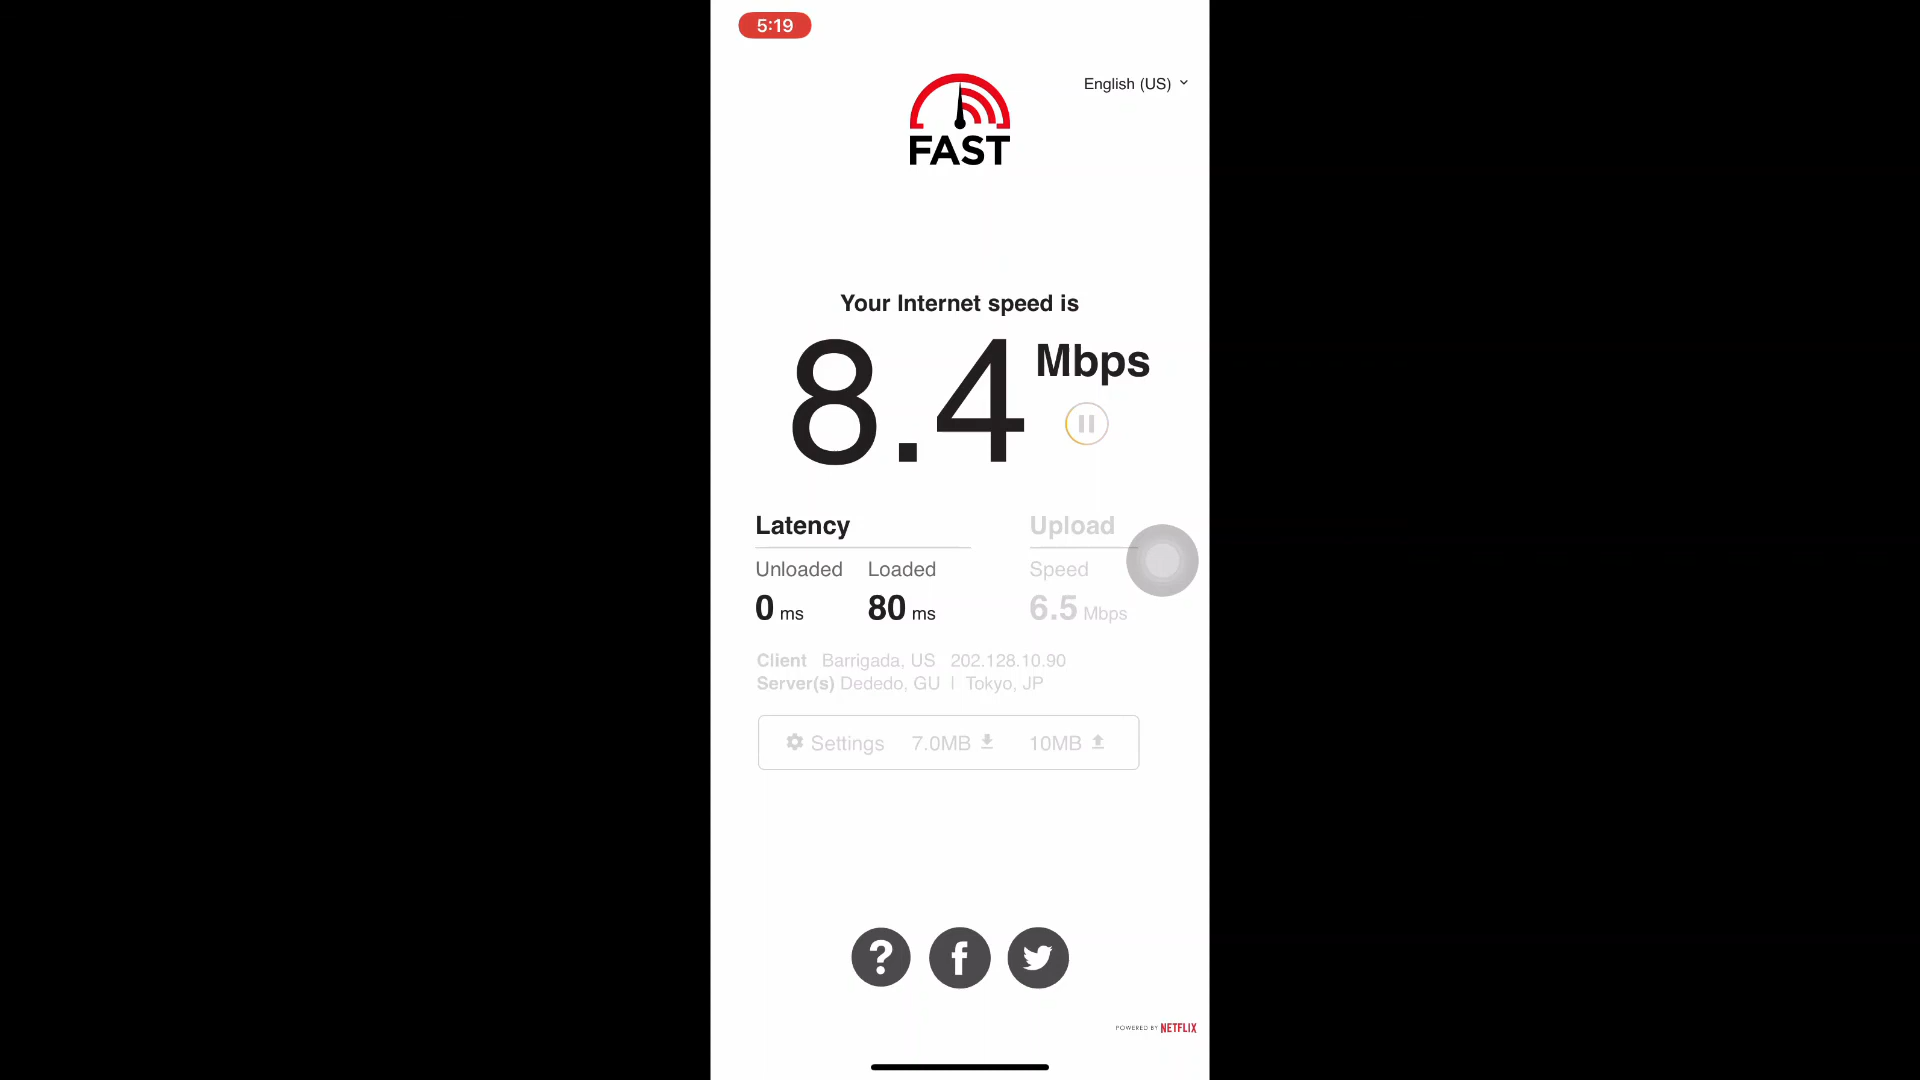 5:19
English (US)
FAST
Your Internet speed is
8.4 Mbps
Latency
Upload
Unloaded Loaded
Speed
0 ms 80 ms
6.5 Mbps
Client Barrigada, US 202.128.10.90
Server(s) Dededo, GU | Tokyo, JP
Settings 7.0MB 10MB
?
f
POWERED BY NETFLIX